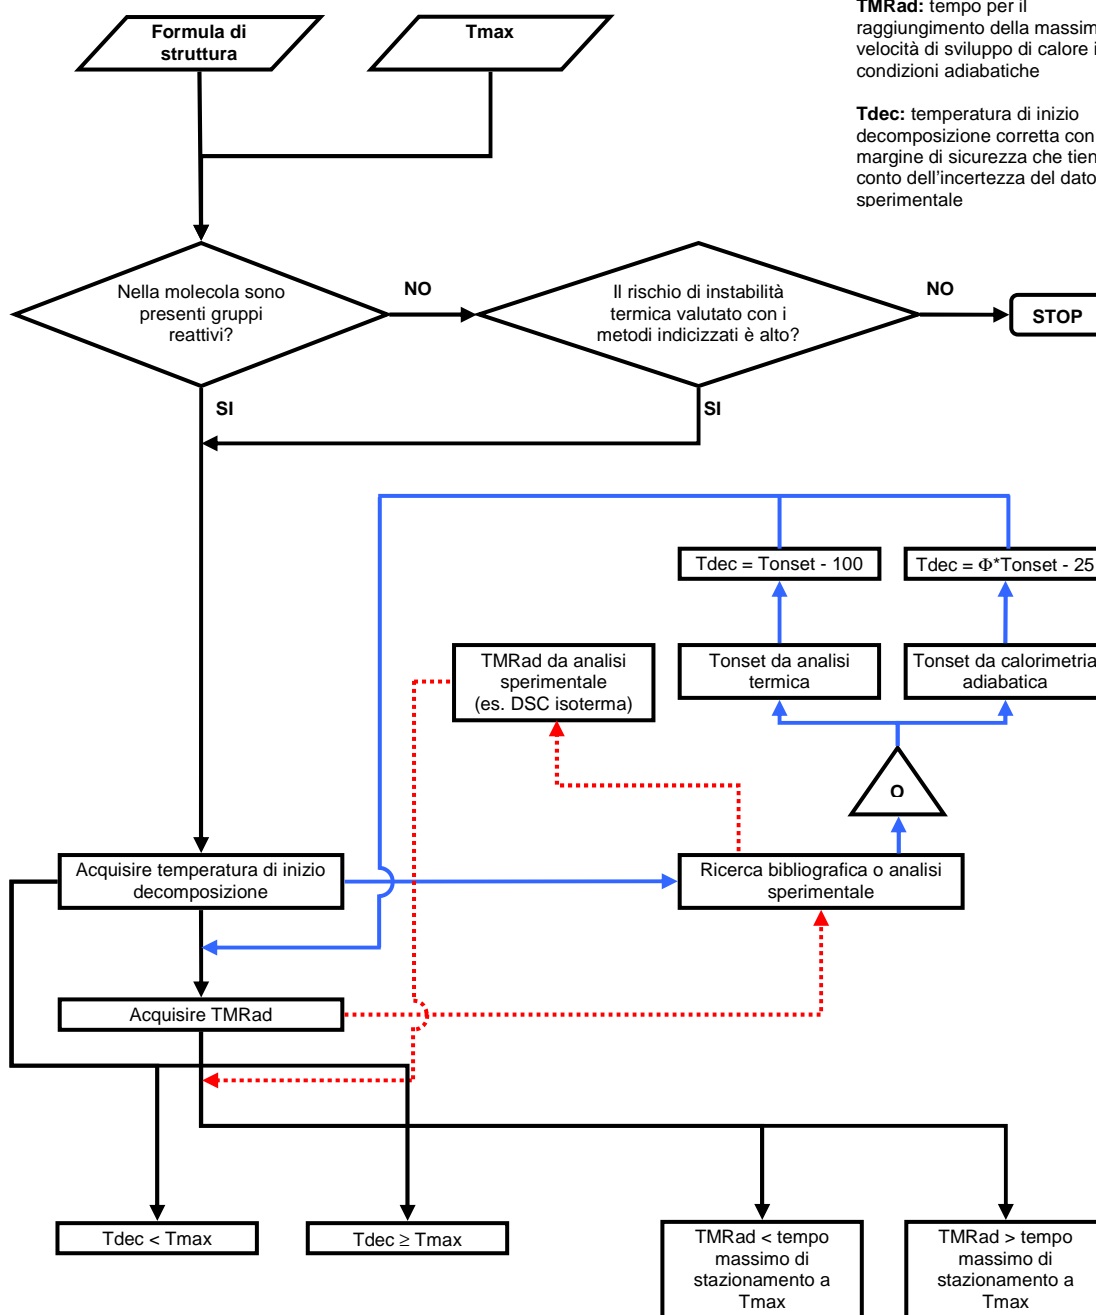 TMRad: tempo per il
raggiungimento della massim
velocità di sviluppo di calore i
condizioni adiabatiche
Tdec: temperatura di inizio
decomposizione corretta con
margine di sicurezza che tien
conto dell'incertezza del dato
sperimentale
Formula di
struttura
Tmax
Nella molecola sono
presenti gruppi
reattivi?
NO
Il rischio di instabilità
termica valutato con i
metodi indicizzati è alto?
NO
STOP
SI
SI
Tdec = Tonset - 100
Tdec = Φ*Tonset - 25
TMRad da analisi
sperimentale
(es. DSC isoterma)
Tonset da analisi
termica
Tonset da calorimetria
adiabatica
O
Acquisire temperatura di inizio
decomposizione
Ricerca bibliografica o analisi
sperimentale
Acquisire TMRad
Tdec < Tmax
Tdec ≥ Tmax
TMRad < tempo
massimo di
stazionamento a
Tmax
TMRad > tempo
massimo di
stazionamento a
Tmax